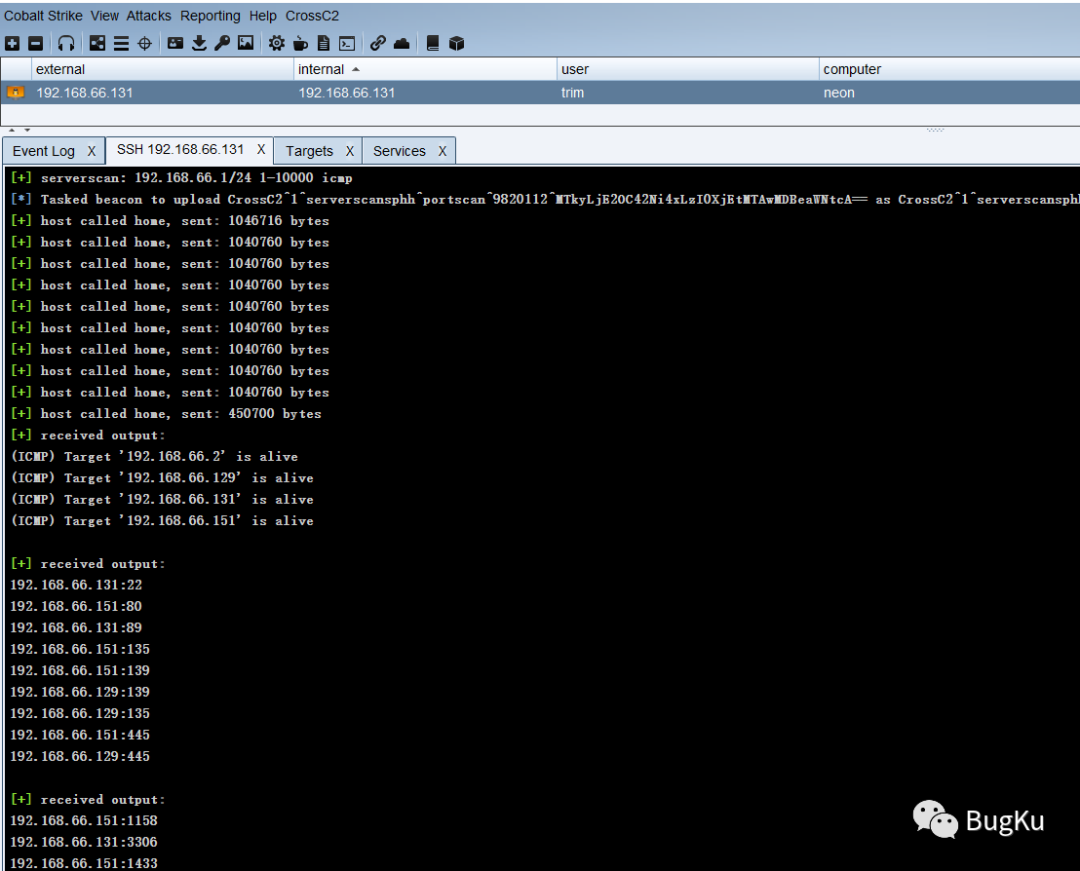 Cobalt Strike View Attacks Reporting Help CrossC2
external internal user computer
192.168.66.131 192.168.66.131 trim neon
Event Log X SSH 192.168.66.131 X Targets X Services X
[+] serverscan: 192.168.66.1/24 1-10000 icmp
[*] Tasked beacon to upload CrossC2^1^serverscansphh^portscan^9820112^MTkyLjE2OC42Ni4xLzI0XjEtMTAwMDBeaWNtcA== as CrossC2^1^serverscansphh
[+] host called home, sent: 1046716 bytes
[+] host called home, sent: 1040760 bytes
[+] host called home, sent: 1040760 bytes
[+] host called home, sent: 1040760 bytes
[+] host called home, sent: 1040760 bytes
[+] host called home, sent: 1040760 bytes
[+] host called home, sent: 1040760 bytes
[+] host called home, sent: 1040760 bytes
[+] host called home, sent: 1040760 bytes
[+] host called home, sent: 450700 bytes
[+] received output:
(ICMP) Target '192.168.66.2' is alive
(ICMP) Target '192.168.66.129' is alive
(ICMP) Target '192.168.66.131' is alive
(ICMP) Target '192.168.66.151' is alive
[+] received output:
192.168.66.131:22
192.168.66.151:80
192.168.66.131:89
192.168.66.151:135
192.168.66.151:139
192.168.66.129:139
192.168.66.129:135
192.168.66.151:445
192.168.66.129:445
[+] received output:
192.168.66.151:1158
192.168.66.131:3306
192.168.66.151:1433
BugKu